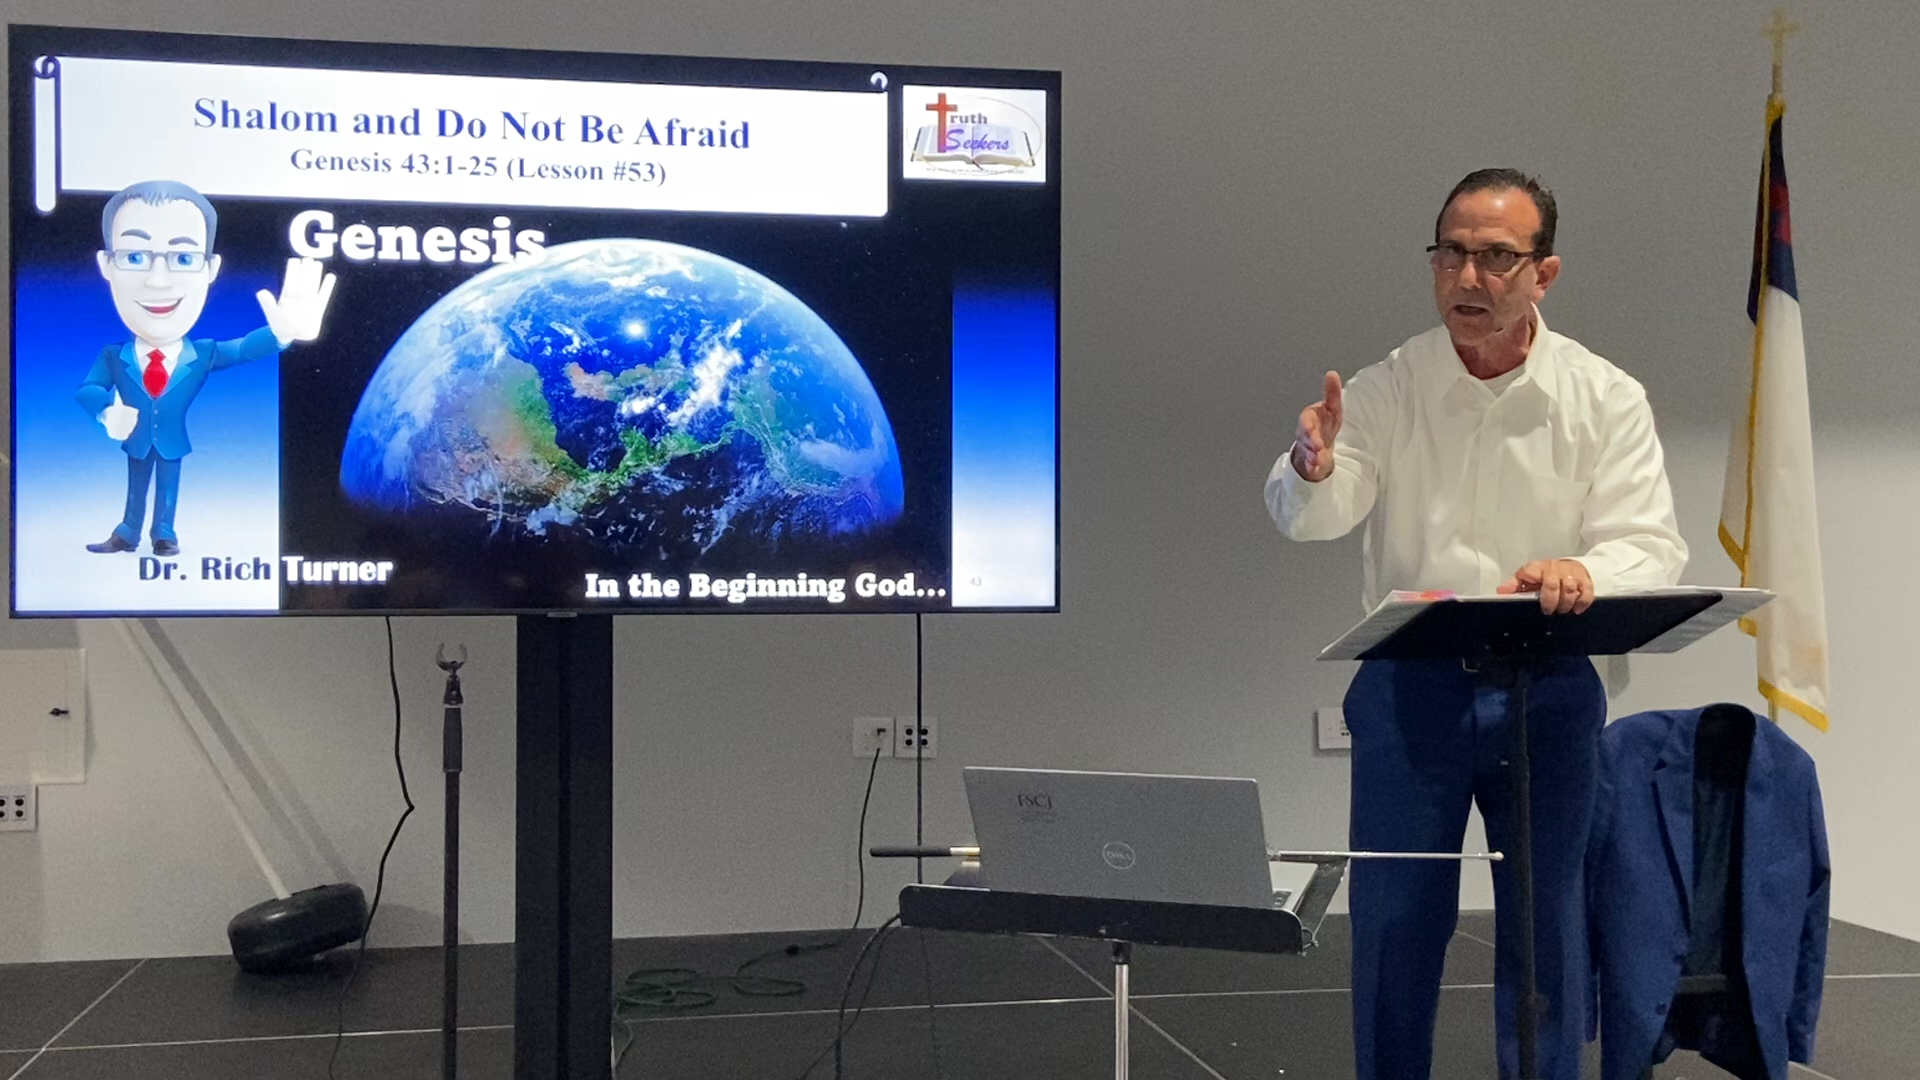 Shalom and Do Not Be Afraid
Genesis 43:1-25 (Lesson #53)
Truth
Seekers
Genesis
Dr. Rich Turner
In the Beginning God...
43
FSCJ
DELL